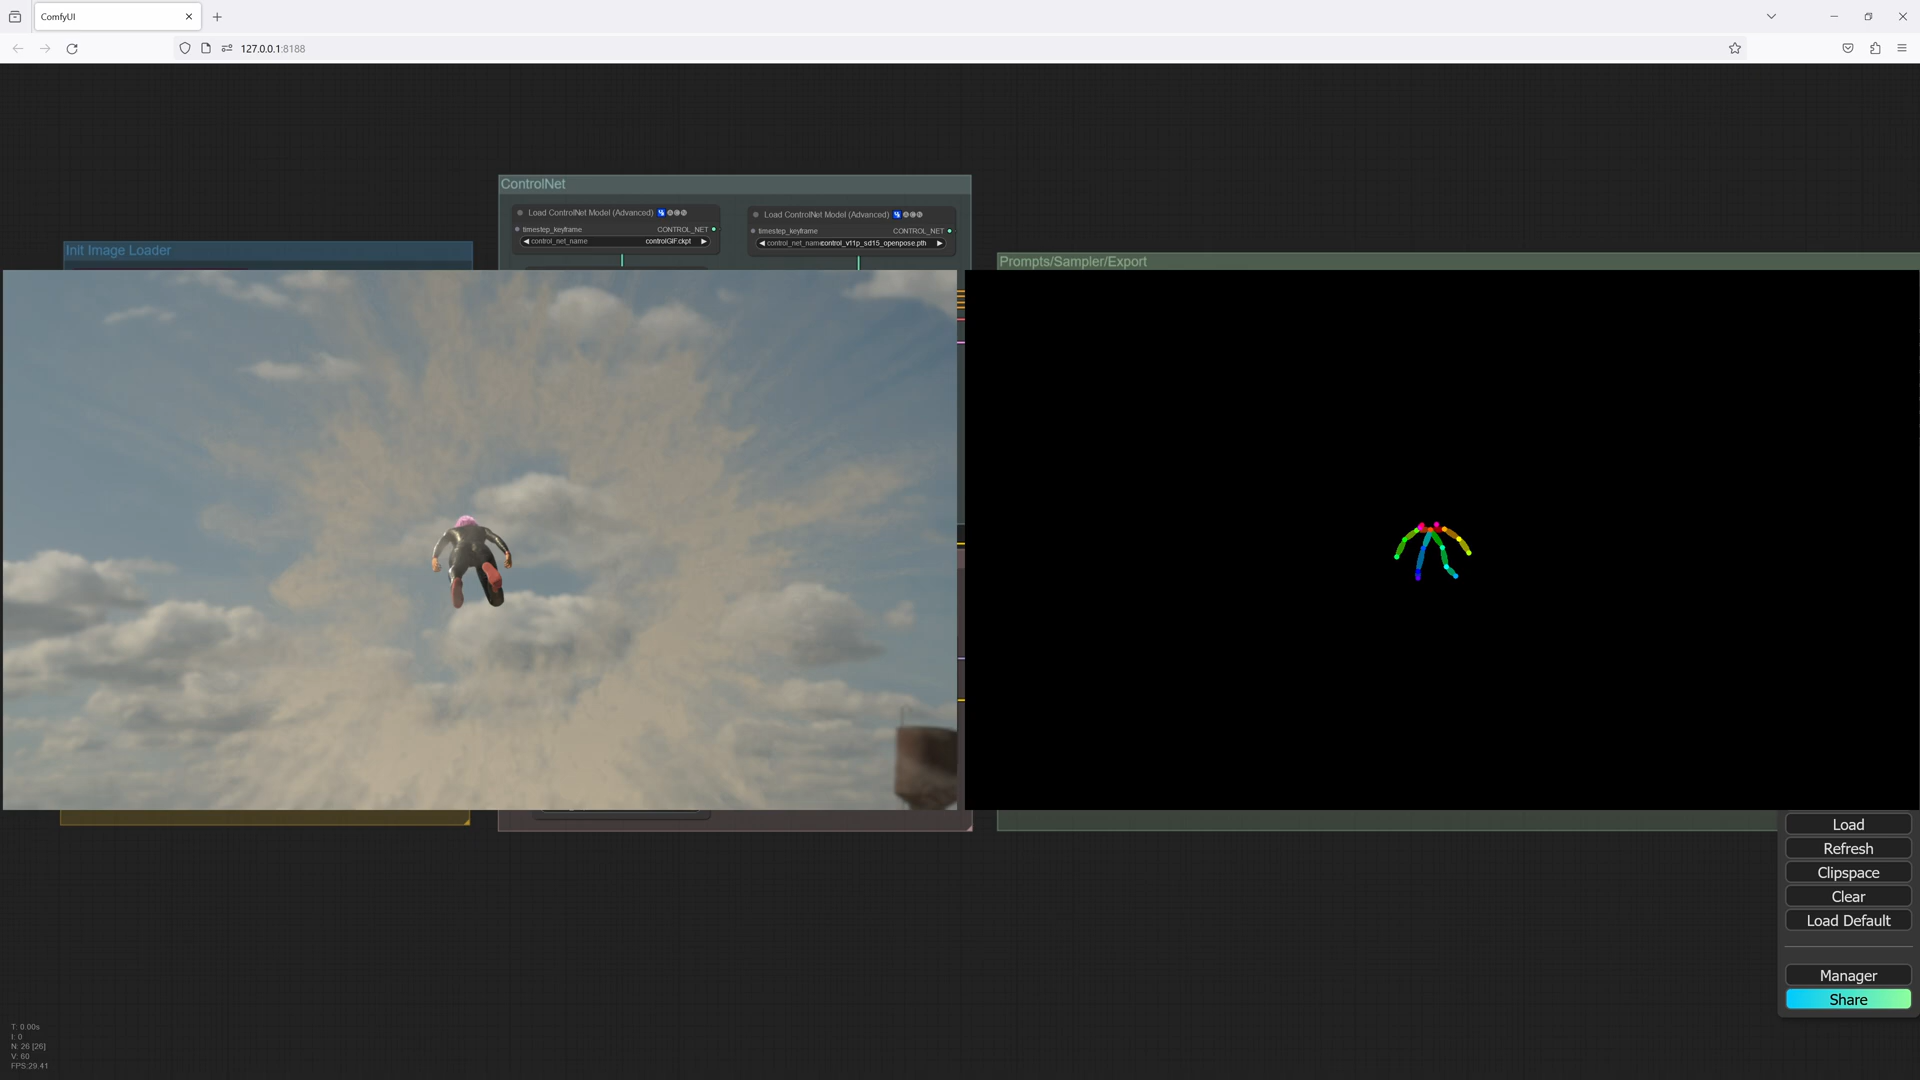 ComfyUI
127.0.0.1:8188
ControlNet
Load ControlNet Model (Advanced)
timestep_keyframe
CONTROL_NET
control_net_name
controlGIF.ckpt
Load ControlNet Model (Advanced)
timestep_keyframe
CONTROL_NET
control_net_name
control_v11p_sd15_openpose.pth
Init Image Loader
Prompts/Sampler/Export
Load
Refresh
Clipspace
Clear
Load Default
Manager
Share
T: 0.00s
I: 0
N: 26 [26]
V: 60
FPS:29.41